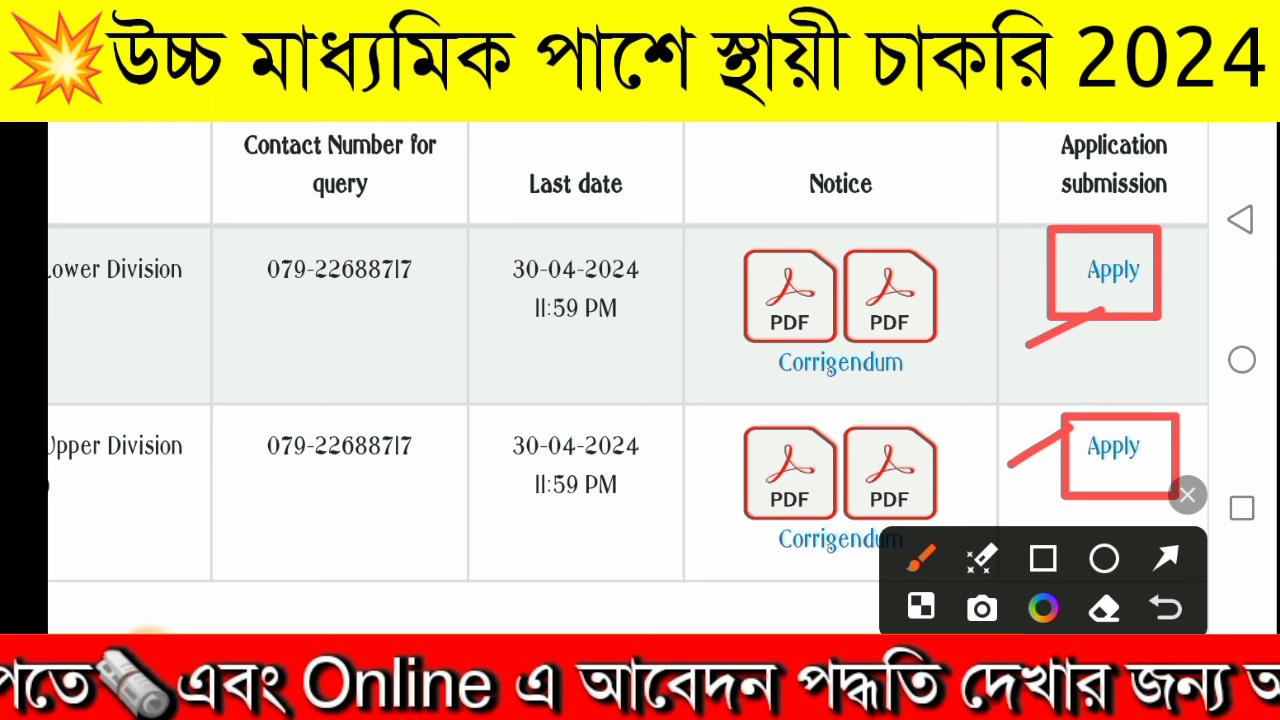 উচ্চ মাধ্যমিক পাশে স্থায়ী চাকরি 2024
Contact Number for
query
Last date
Notice
Application
submission
Lower Division
079-22688717
30-04-2024
11:59 PM
PDF PDF
Corrigendum
Apply
Upper Division
079-22688717
30-04-2024
11:59 PM
PDF PDF
Corrigendum
Apply
এবং Online এ আবেদন পদ্ধতি দেখার জন্য